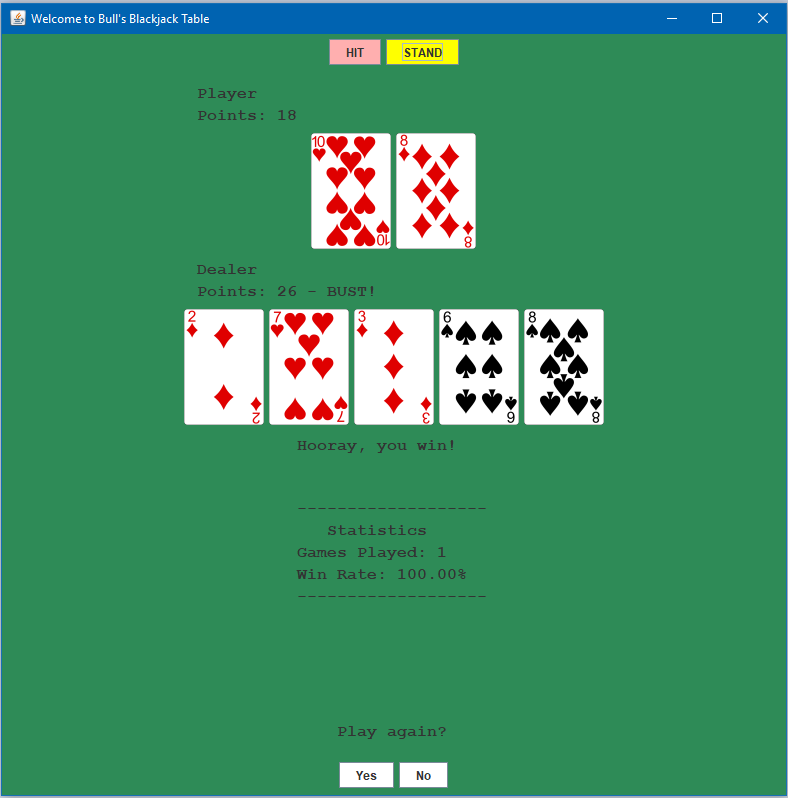 Welcome to Bull's Blackjack Table
HIT STAND
Player
Points: 18
10 8
10 8
Dealer
Points: 26 - BUST!
2 7 3 6 8
2 7 3 6 8
Hooray, you win!
-------------------
Statistics
Games Played: 1
Win Rate: 100.00%
-------------------
Play again?
Yes No